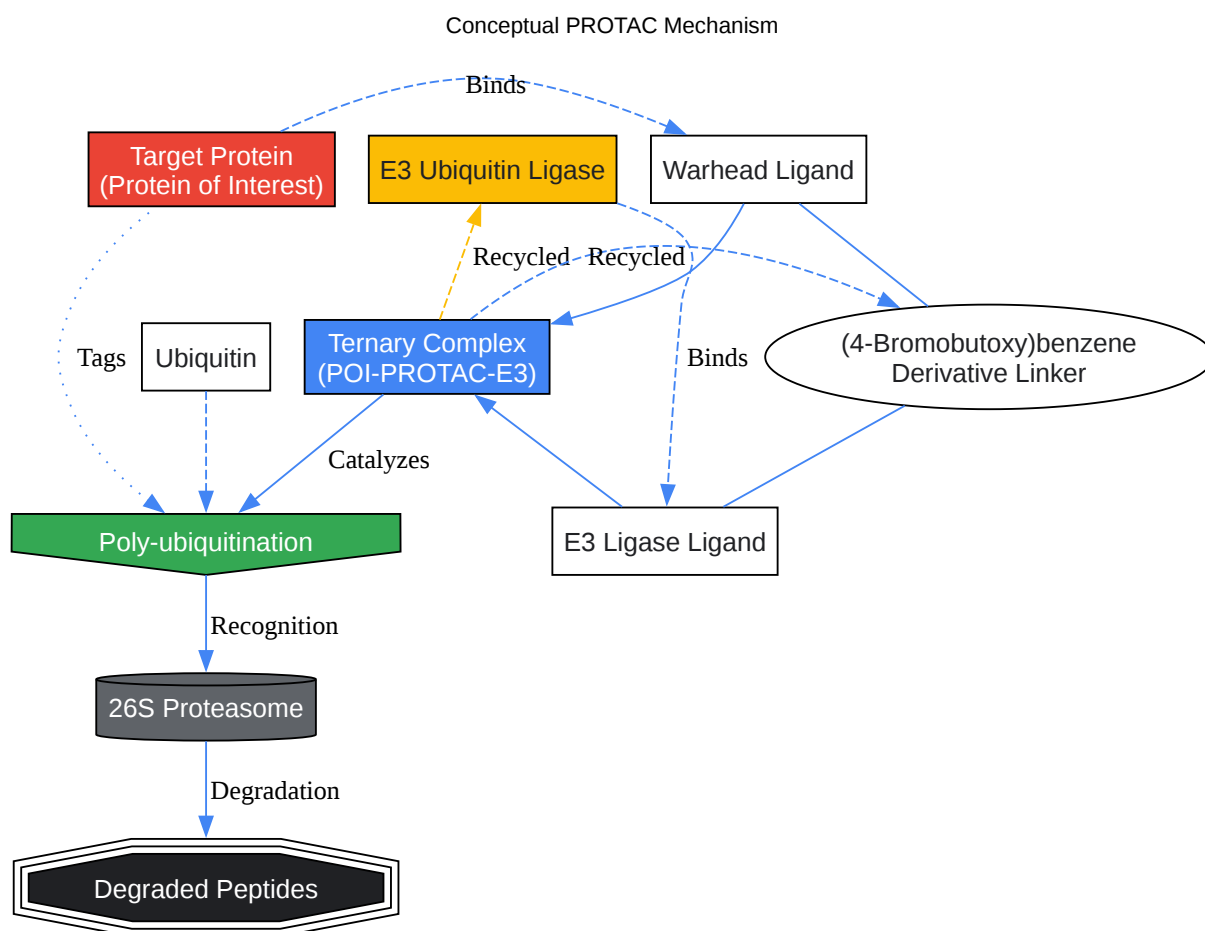 Conceptual PROTAC Mechanism
Binds
Target Protein
(Protein of Interest)
E3 Ubiquitin Ligase
Warhead Ligand
Recycled
Recycled
Tags
Ubiquitin
Ternary Complex
(POI-PROTAC-E3)
Binds
(4-Bromobutoxy)benzene
Derivative Linker
Catalyzes
Poly-ubiquitination
E3 Ligase Ligand
Recognition
26S Proteasome
Degradation
Degraded Peptides